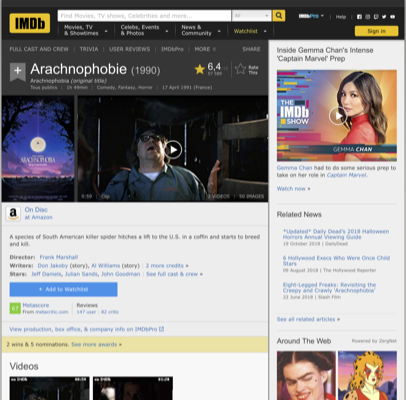 IMDb
Find Movies, TV shows, Celebrities and more...
All
IMDbPro
Help
Movies, TV & Showtimes
Celebs, Events & Photos
News & Community
Watchlist
Sign in
FULL CAST AND CREW | TRIVIA | USER REVIEWS | IMDbPro | MORE
SHARE
Arachnophobie (1990)
Arachnophobia (original title)
Tous publics | 1h 49min | Comedy, Fantasy, Horror | 17 April 1991 (France)
6,4
Rate This
ARACHNOPHOBIA
0:59 | Clip
2 VIDEOS | 50 IMAGES
On Disc
at Amazon
A species of South American killer spider hitches a lift to the U.S. in a coffin and starts to breed and kill.
Director: Frank Marshall
Writers: Don Jakoby (story), Al Williams (story) | 2 more credits »
Stars: Jeff Daniels, Julian Sands, John Goodman | See full cast & crew »
+ Add to Watchlist
Metascore
From metacritic.com
Reviews
147 user | 82 critic
View production, box office, & company info on IMDbPro
2 wins & 5 nominations. See more awards »
Videos
Inside Gemma Chan's Intense 'Captain Marvel' Prep
THE IMDb SHOW
GEMMA CHAN
Gemma Chan had to do some serious prep to take on her role in Captain Marvel.
Watch now »
Related News
*Updated* Daily Dead's 2018 Halloween Horrors Annual Viewing Guide
19 October 2018 | DailyDead
6 Hollywood Execs Who Were Once Child Stars
09 August 2018 | The Hollywood Reporter
Eight-Legged Freaks: Revisiting the Creepy and Crawly 'Arachnophobia'
22 June 2018 | Slash Film
See all related articles »
Around The Web
Powered by ZergNet